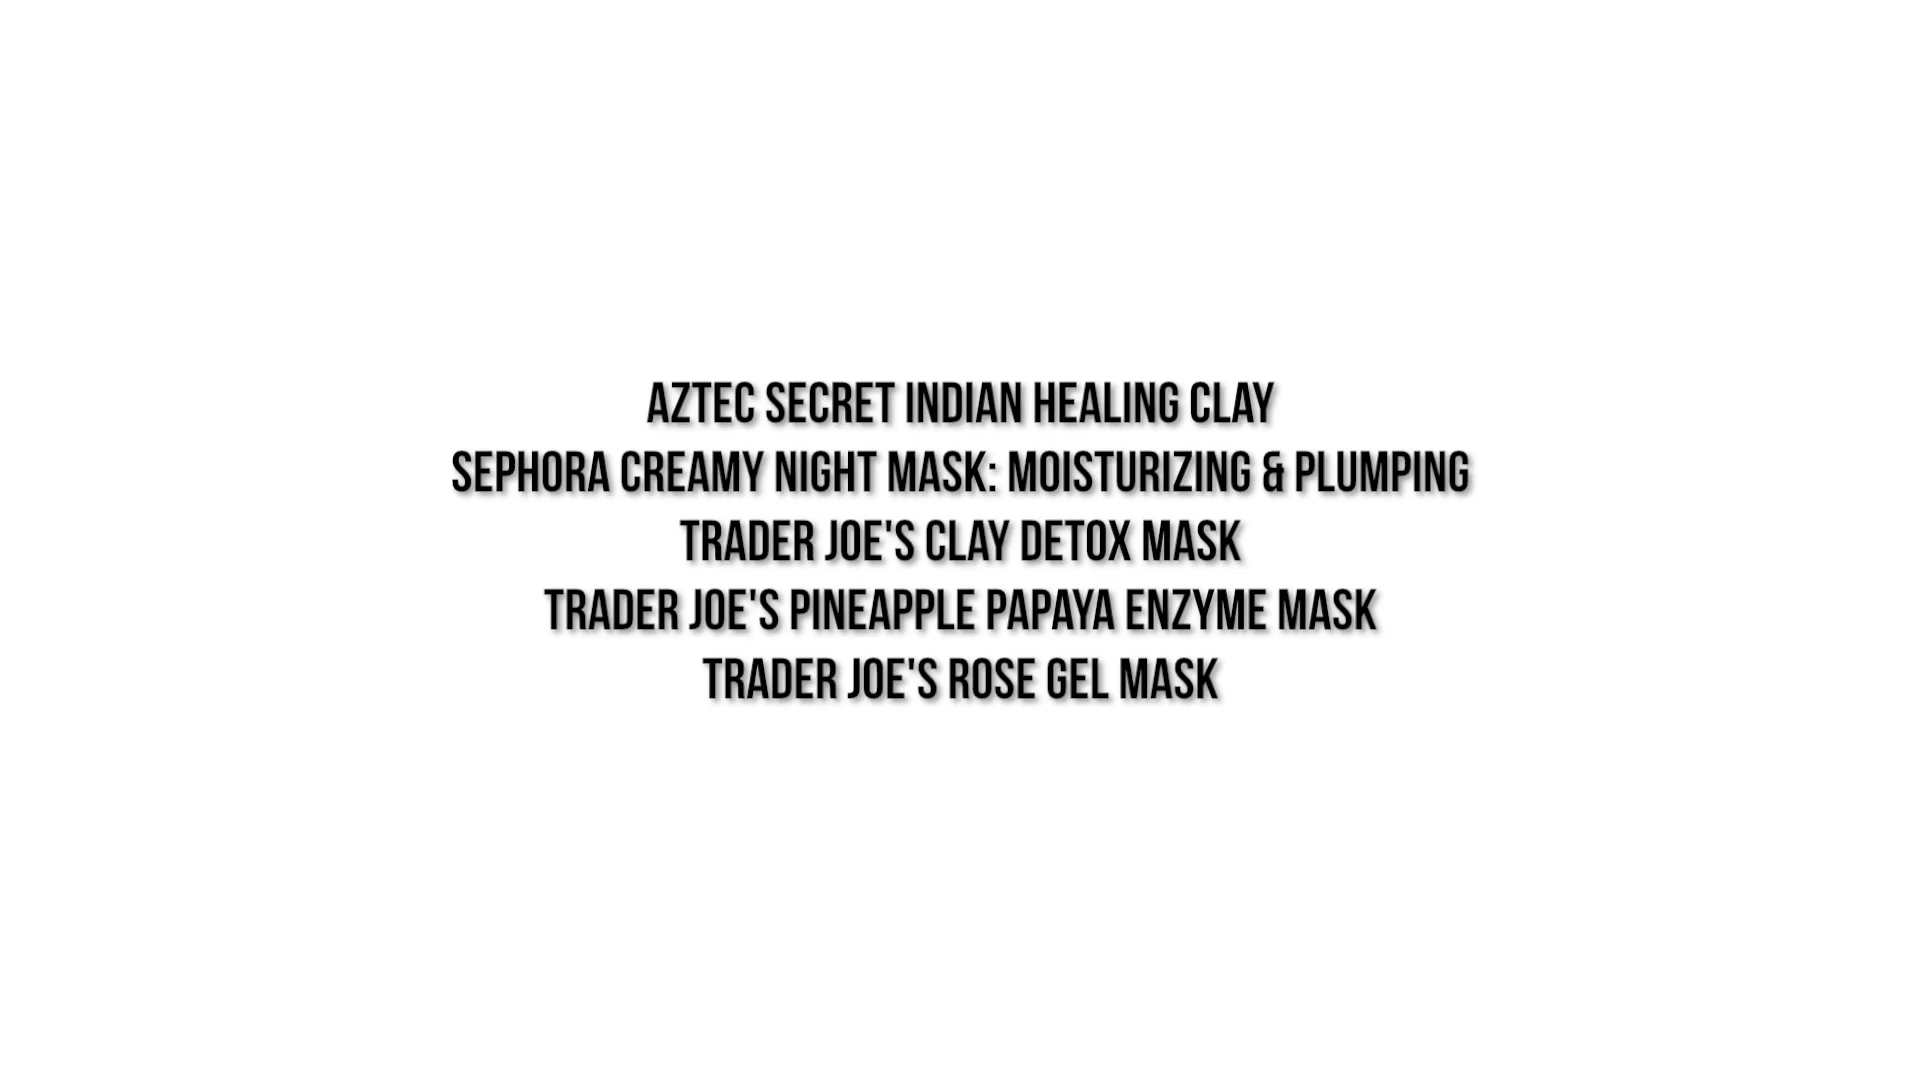 AZTEC SECRET INDIAN HEALING CLAY
SEPHORA CREAMY NIGHT MASK: MOISTURIZING & PLUMPING
TRADER JOE'S CLAY DETOX MASK
TRADER JOE'S PINEAPPLE PAPAYA ENZYME MASK
TRADER JOE'S ROSE GEL MASK